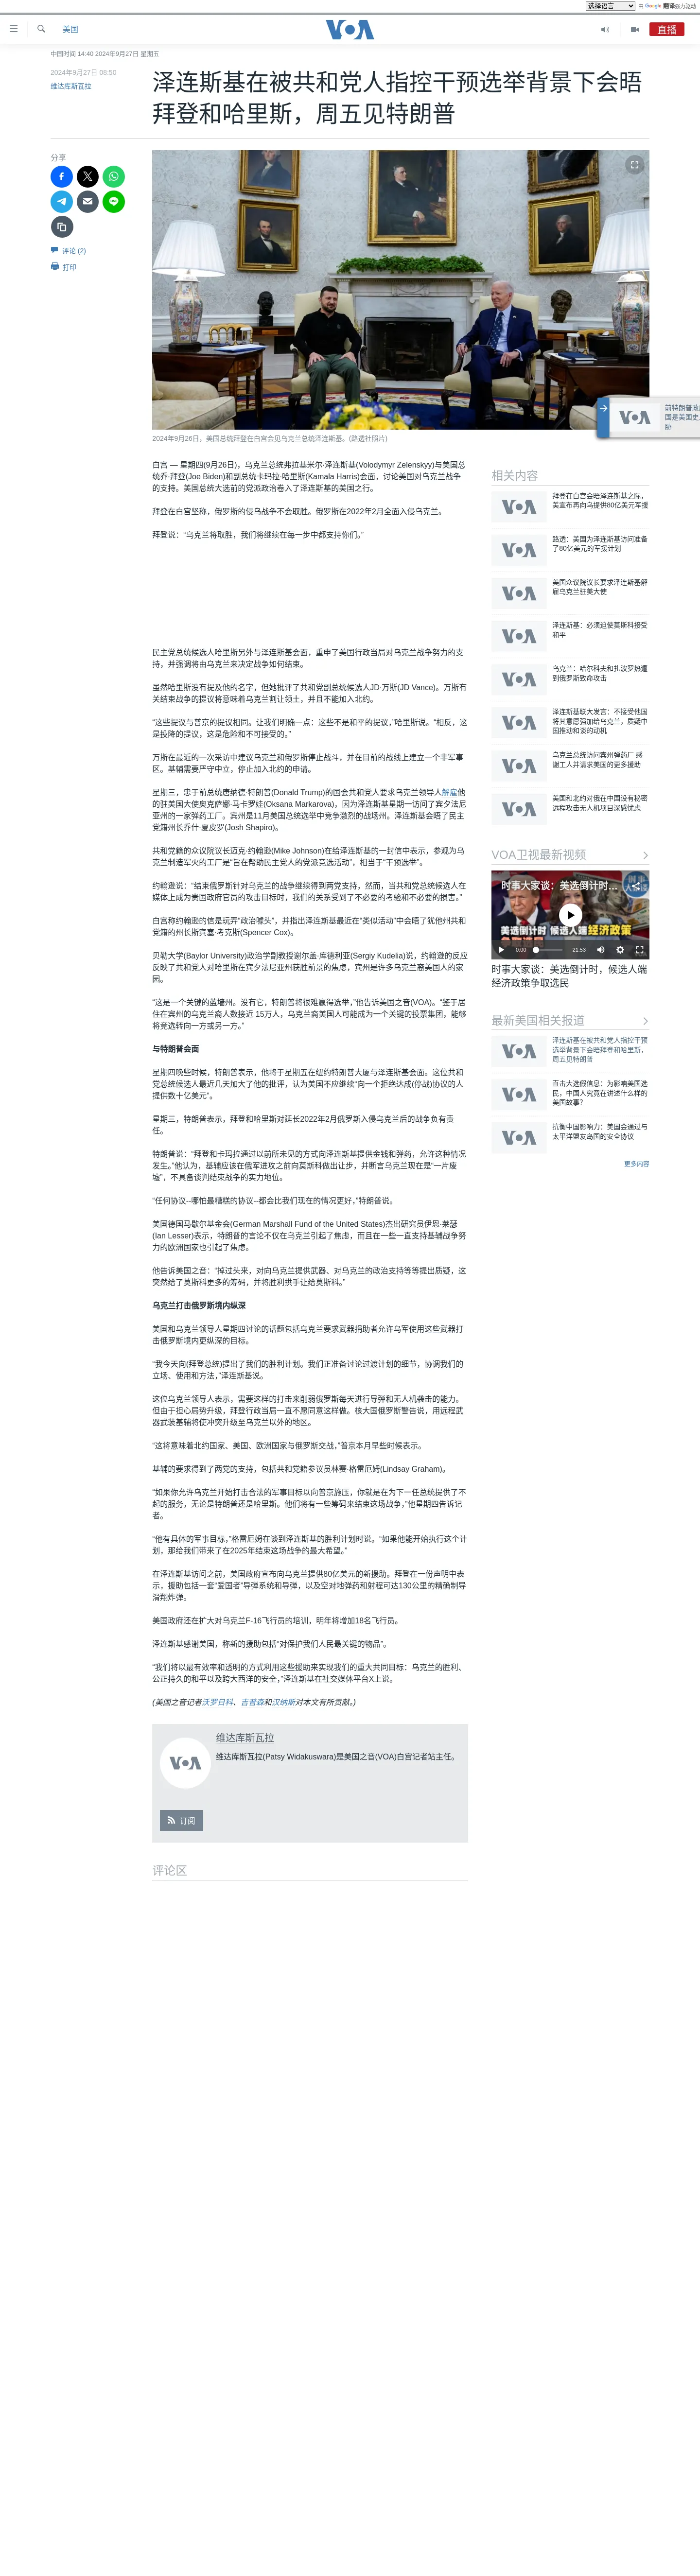 选择语言
由 Google 翻译强力驱动
美国
VOA
直播
中国时间 14:40 2024年9月27日 星期五
2024年9月27日 08:50
维达库斯瓦拉
泽连斯基在被共和党人指控干预选举背景下会晤
拜登和哈里斯，周五见特朗普
分享
评论 (2)
打印
2024年9月26日，美国总统拜登在白宫会见乌克兰总统泽连斯基。(路透社照片)
白宫 — 星期四(9月26日)，乌克兰总统弗拉基米尔·泽连斯基(Volodymyr Zelenskyy)与美国总
统乔·拜登(Joe Biden)和副总统卡玛拉·哈里斯(Kamala Harris)会面，讨论美国对乌克兰战争
的支持。美国总统大选前的党派政治卷入了泽连斯基的美国之行。
拜登在白宫坚称，俄罗斯的侵乌战争不会取胜。俄罗斯在2022年2月全面入侵乌克兰。
拜登说：“乌克兰将取胜，我们将继续在每一步中都支持你们。”
民主党总统候选人哈里斯另外与泽连斯基会面，重申了美国行政当局对乌克兰战争努力的支
持，并强调将由乌克兰来决定战争如何结束。
虽然哈里斯没有提及他的名字，但她批评了共和党副总统候选人JD·万斯(JD Vance)。万斯有
关结束战争的提议将意味着乌克兰割让领土，并且不能加入北约。
“这些提议与普京的提议相同。让我们明确一点：这些不是和平的提议，”哈里斯说。“相反，这
是投降的提议，这是危险和不可接受的。”
万斯在最近的一次采访中建议乌克兰和俄罗斯停止战斗，并在目前的战线上建立一个非军事
区。基辅需要严守中立，停止加入北约的申请。
星期三，忠于前总统唐纳德·特朗普(Donald Trump)的国会共和党人要求乌克兰领导人解雇他
的驻美国大使奥克萨娜·马卡罗娃(Oksana Markarova)，因为泽连斯基星期一访问了宾夕法尼
亚州的一家弹药工厂。宾州是11月美国总统选举中竞争激烈的战场州。泽连斯基会晤了民主
党籍州长乔什·夏皮罗(Josh Shapiro)。
共和党籍的众议院议长迈克·约翰逊(Mike Johnson)在给泽连斯基的一封信中表示，参观为乌
克兰制造军火的工厂是“旨在帮助民主党人的党派竞选活动”，相当于“干预选举”。
约翰逊说：“结束俄罗斯针对乌克兰的战争继续得到两党支持，然而，当共和党总统候选人在
媒体上成为贵国政府官员的攻击目标时，我们的关系受到了不必要的考验和不必要的损害。”
白宫称约翰逊的信是玩弄“政治噱头”，并指出泽连斯基最近在“类似活动”中会晤了犹他州共和
党籍的州长斯宾塞·考克斯(Spencer Cox)。
贝勒大学(Baylor University)政治学副教授谢尔盖·库德利亚(Sergiy Kudelia)说，约翰逊的反应
反映了共和党人对哈里斯在宾夕法尼亚州获胜前景的焦虑，宾州是许多乌克兰裔美国人的家
园。
“这是一个关键的蓝墙州。没有它，特朗普将很难赢得选举，”他告诉美国之音(VOA)。“鉴于居
住在宾州的乌克兰裔人数接近 15万人，乌克兰裔美国人可能成为一个关键的投票集团，能够
将竞选转向一方或另一方。”
与特朗普会面
星期四晚些时候，特朗普表示，他将于星期五在纽约特朗普大厦与泽连斯基会面。这位共和
党总统候选人最近几天加大了他的批评，认为美国不应继续“向一个拒绝达成(停战)协议的人
提供数十亿美元”。
星期三，特朗普表示，拜登和哈里斯对延长2022年2月俄罗斯入侵乌克兰后的战争负有责
任。
特朗普说：“拜登和卡玛拉通过以前所未见的方式向泽连斯基提供金钱和弹药，允许这种情况
发生。”他认为，基辅应该在俄军进攻之前向莫斯科做出让步，并断言乌克兰现在是“一片废
墟”，不具备谈判结束战争的实力地位。
“任何协议--哪怕最糟糕的协议--都会比我们现在的情况更好，”特朗普说。
美国德国马歇尔基金会(German Marshall Fund of the United States)杰出研究员伊恩·莱瑟
(Ian Lesser)表示，特朗普的言论不仅在乌克兰引起了焦虑，而且在一些一直支持基辅战争努
力的欧洲国家也引起了焦虑。
他告诉美国之音：“掉过头来，对向乌克兰提供武器、对乌克兰的政治支持等等提出质疑，这
突然给了莫斯科更多的筹码，并将胜利拱手让给莫斯科。”
乌克兰打击俄罗斯境内纵深
美国和乌克兰领导人星期四讨论的话题包括乌克兰要求武器捐助者允许乌军使用这些武器打
击俄罗斯境内更纵深的目标。
“我今天向(拜登总统)提出了我们的胜利计划。我们正准备讨论过渡计划的细节，协调我们的
立场、使用和方法，”泽连斯基说。
这位乌克兰领导人表示，需要这样的打击来削弱俄罗斯每天进行导弹和无人机袭击的能力。
但由于担心局势升级，拜登行政当局一直不愿同意这样做。核大国俄罗斯警告说，用远程武
器武装基辅将使冲突升级至乌克兰以外的地区。
“这将意味着北约国家、美国、欧洲国家与俄罗斯交战，”普京本月早些时候表示。
基辅的要求得到了两党的支持，包括共和党籍参议员林赛·格雷厄姆(Lindsay Graham)。
“如果你允许乌克兰开始打击合法的军事目标以向普京施压，你就是在为下一任总统提供了不
起的服务，无论是特朗普还是哈里斯。他们将有一些筹码来结束这场战争，”他星期四告诉记
者。
“他有具体的军事目标，”格雷厄姆在谈到泽连斯基的胜利计划时说。“如果他能开始执行这个计
划，那给我们带来了在2025年结束这场战争的最大希望。”
在泽连斯基访问之前，美国政府宣布向乌克兰提供80亿美元的新援助。拜登在一份声明中表
示，援助包括一套“爱国者”导弹系统和导弹，以及空对地弹药和射程可达130公里的精确制导
滑翔炸弹。
美国政府还在扩大对乌克兰F-16飞行员的培训，明年将增加18名飞行员。
泽连斯基感谢美国，称新的援助包括“对保护我们人民最关键的物品”。
“我们将以最有效率和透明的方式利用这些援助来实现我们的重大共同目标：乌克兰的胜利、
公正持久的和平以及跨大西洋的安全，”泽连斯基在社交媒体平台X上说。
(美国之音记者沃罗日科、吉普森和汉纳斯对本文有所贡献。)
维达库斯瓦拉
维达库斯瓦拉(Patsy Widakuswara)是美国之音(VOA)白宫记者站主任。
订阅
评论区
前特朗普政
国是美国史
胁
相关内容
拜登在白宫会晤泽连斯基之际，
美宣布再向乌提供80亿美元军援
路透：美国为泽连斯基访问准备
了80亿美元的军援计划
美国众议院议长要求泽连斯基解
雇乌克兰驻美大使
泽连斯基：必须迫使莫斯科接受
和平
乌克兰：哈尔科夫和扎波罗热遭
到俄罗斯致命攻击
泽连斯基联大发言：不接受他国
将其意愿强加给乌克兰，质疑中
国推动和谈的动机
乌克兰总统访问宾州弹药厂 感
谢工人并请求美国的更多援助
美国和北约对俄在中国设有秘密
远程攻击无人机项目深感忧虑
VOA卫视最新视频
时事大家谈：美选倒计时...
美选倒计时 候选人端经济政策
0:00
21:53
时事大家谈：美选倒计时，候选人端
经济政策争取选民
最新美国相关报道
泽连斯基在被共和党人指控干预
选举背景下会晤拜登和哈里斯，
周五见特朗普
直击大选假信息：为影响美国选
民，中国人究竟在讲述什么样的
美国故事？
抗衡中国影响力：美国会通过与
太平洋盟友岛国的安全协议
更多内容